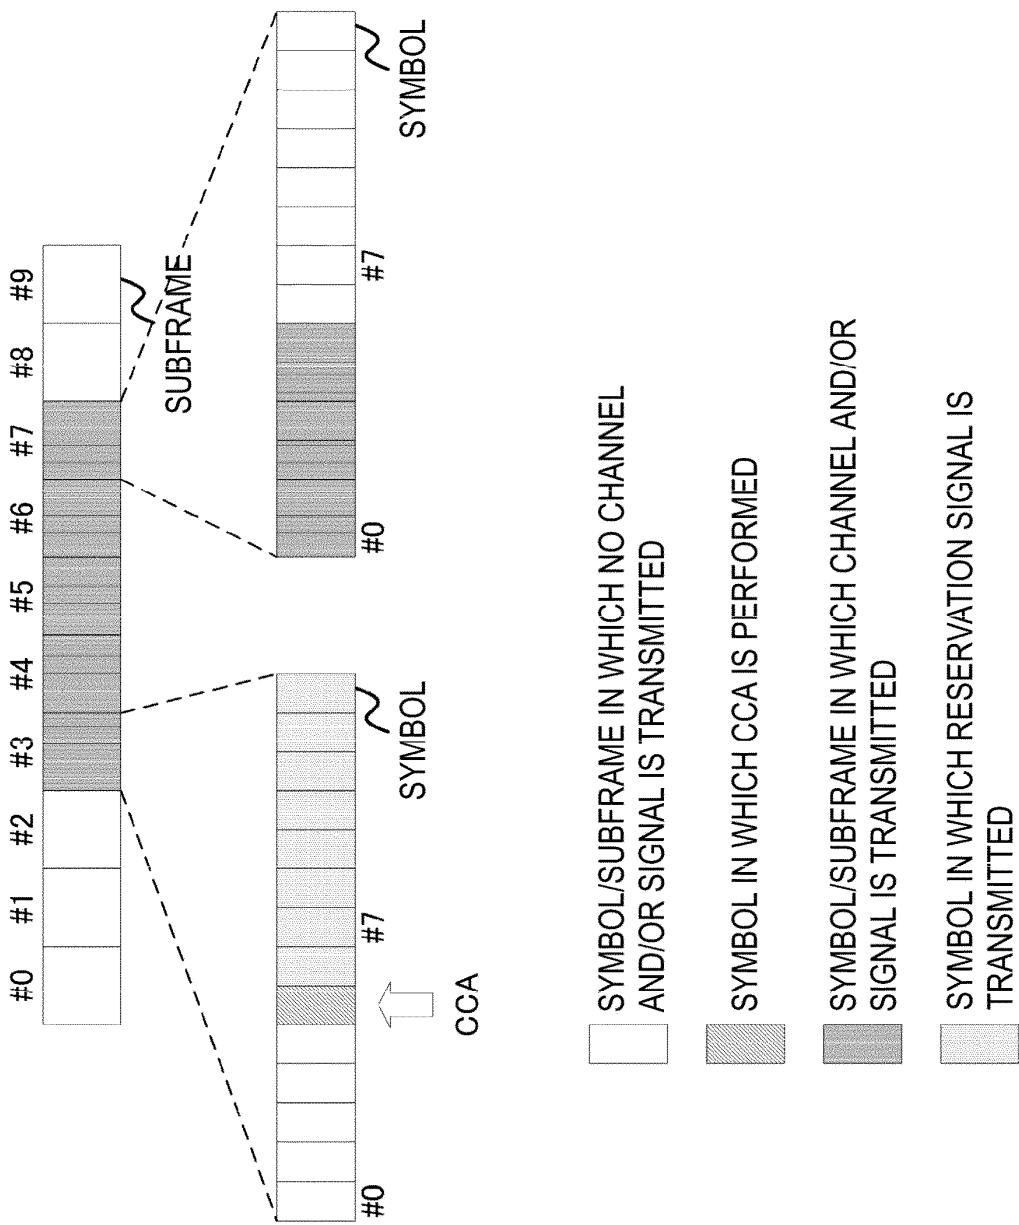 #0 #1 #2 #3 #4 #5 #6 #7 #8 #9
SUBFRAME
#0 #7
SYMBOL
CCA
#0 #7
SYMBOL
SYMBOL/SUBFRAME IN WHICH NO CHANNEL
AND/OR SIGNAL IS TRANSMITTED
SYMBOL IN WHICH CCA IS PERFORMED
SYMBOL/SUBFRAME IN WHICH CHANNEL AND/OR
SIGNAL IS TRANSMITTED
SYMBOL IN WHICH RESERVATION SIGNAL IS
TRANSMITTED